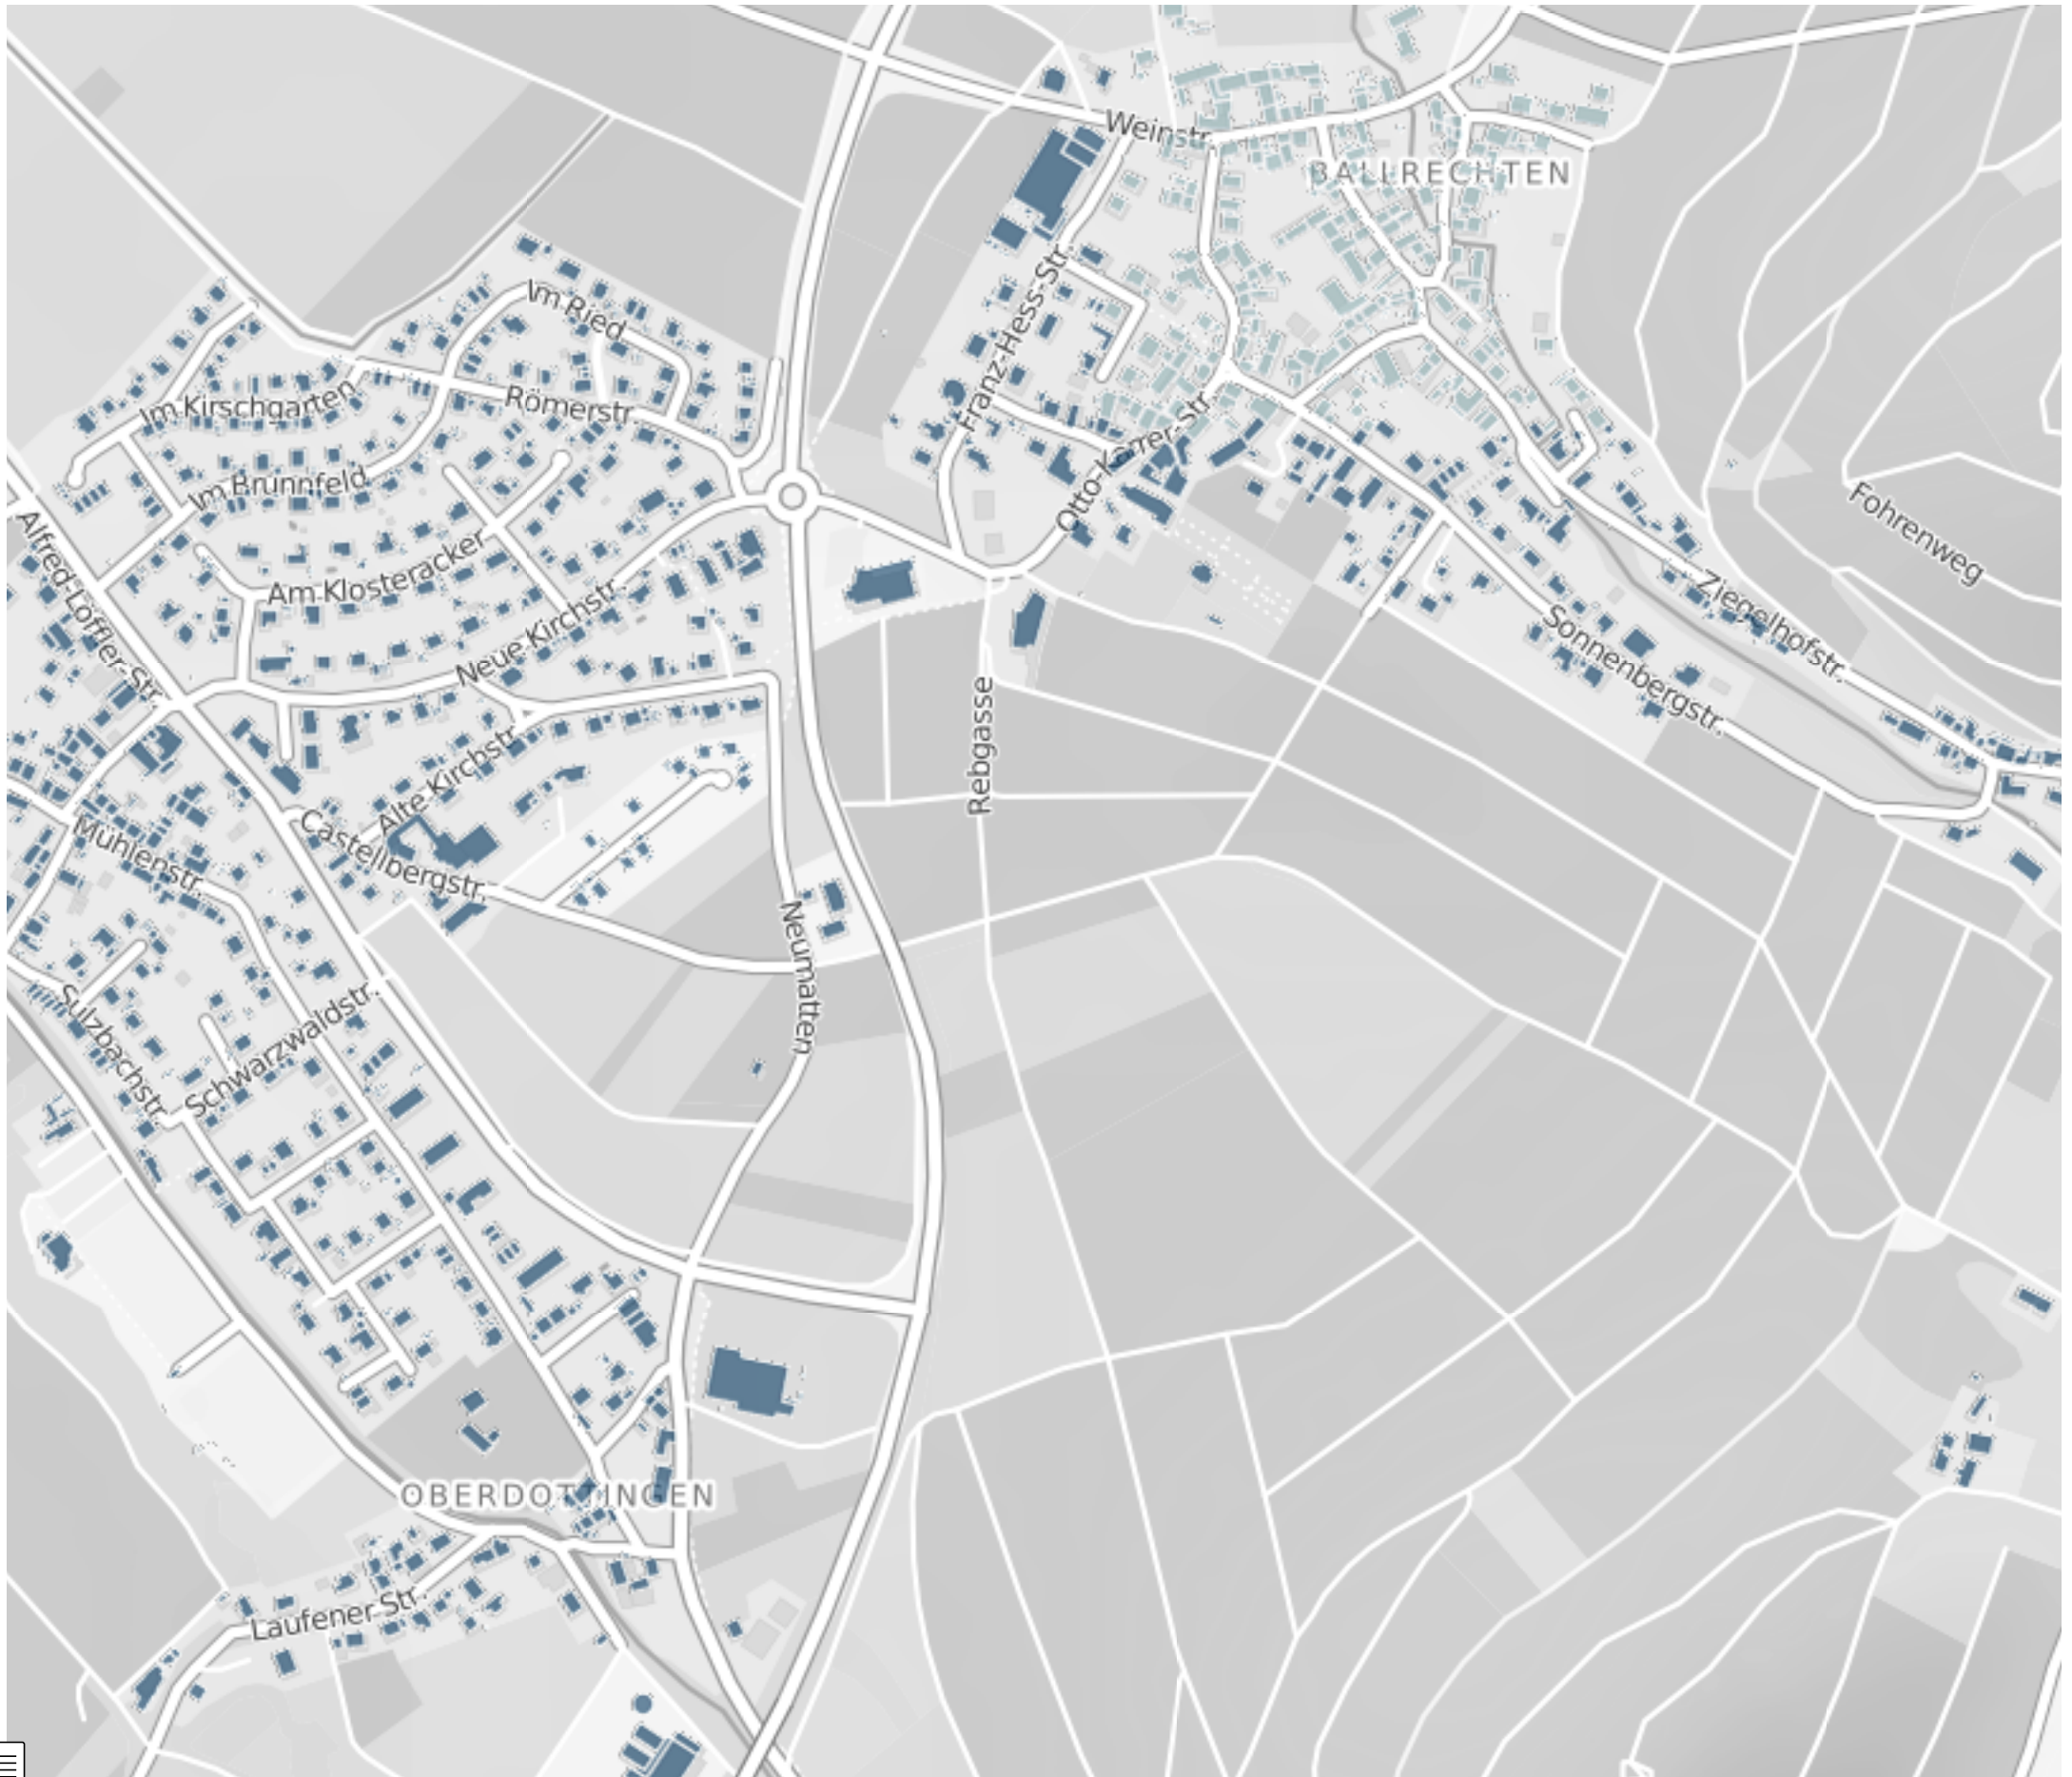 Weinstr.
BALLRECHTEN
Im Ried
Franz-Hess-Str.
Im Kirschgarten
Römerstr.
Otto-Karrer-Str.
Im Brunnfeld
Alfred-Löffler-Str.
Fohrenweg
Am Klosteracker
Neue Kirchstr.
Ziegelhofstr.
Sonnenbergstr.
Rebgasse
Alte Kirchstr.
Castellbergstr.
Mühlenstr.
Neumatten
Sulzbachstr.
Schwarzwaldstr.
OBERDOTTINGEN
Laufener Str.